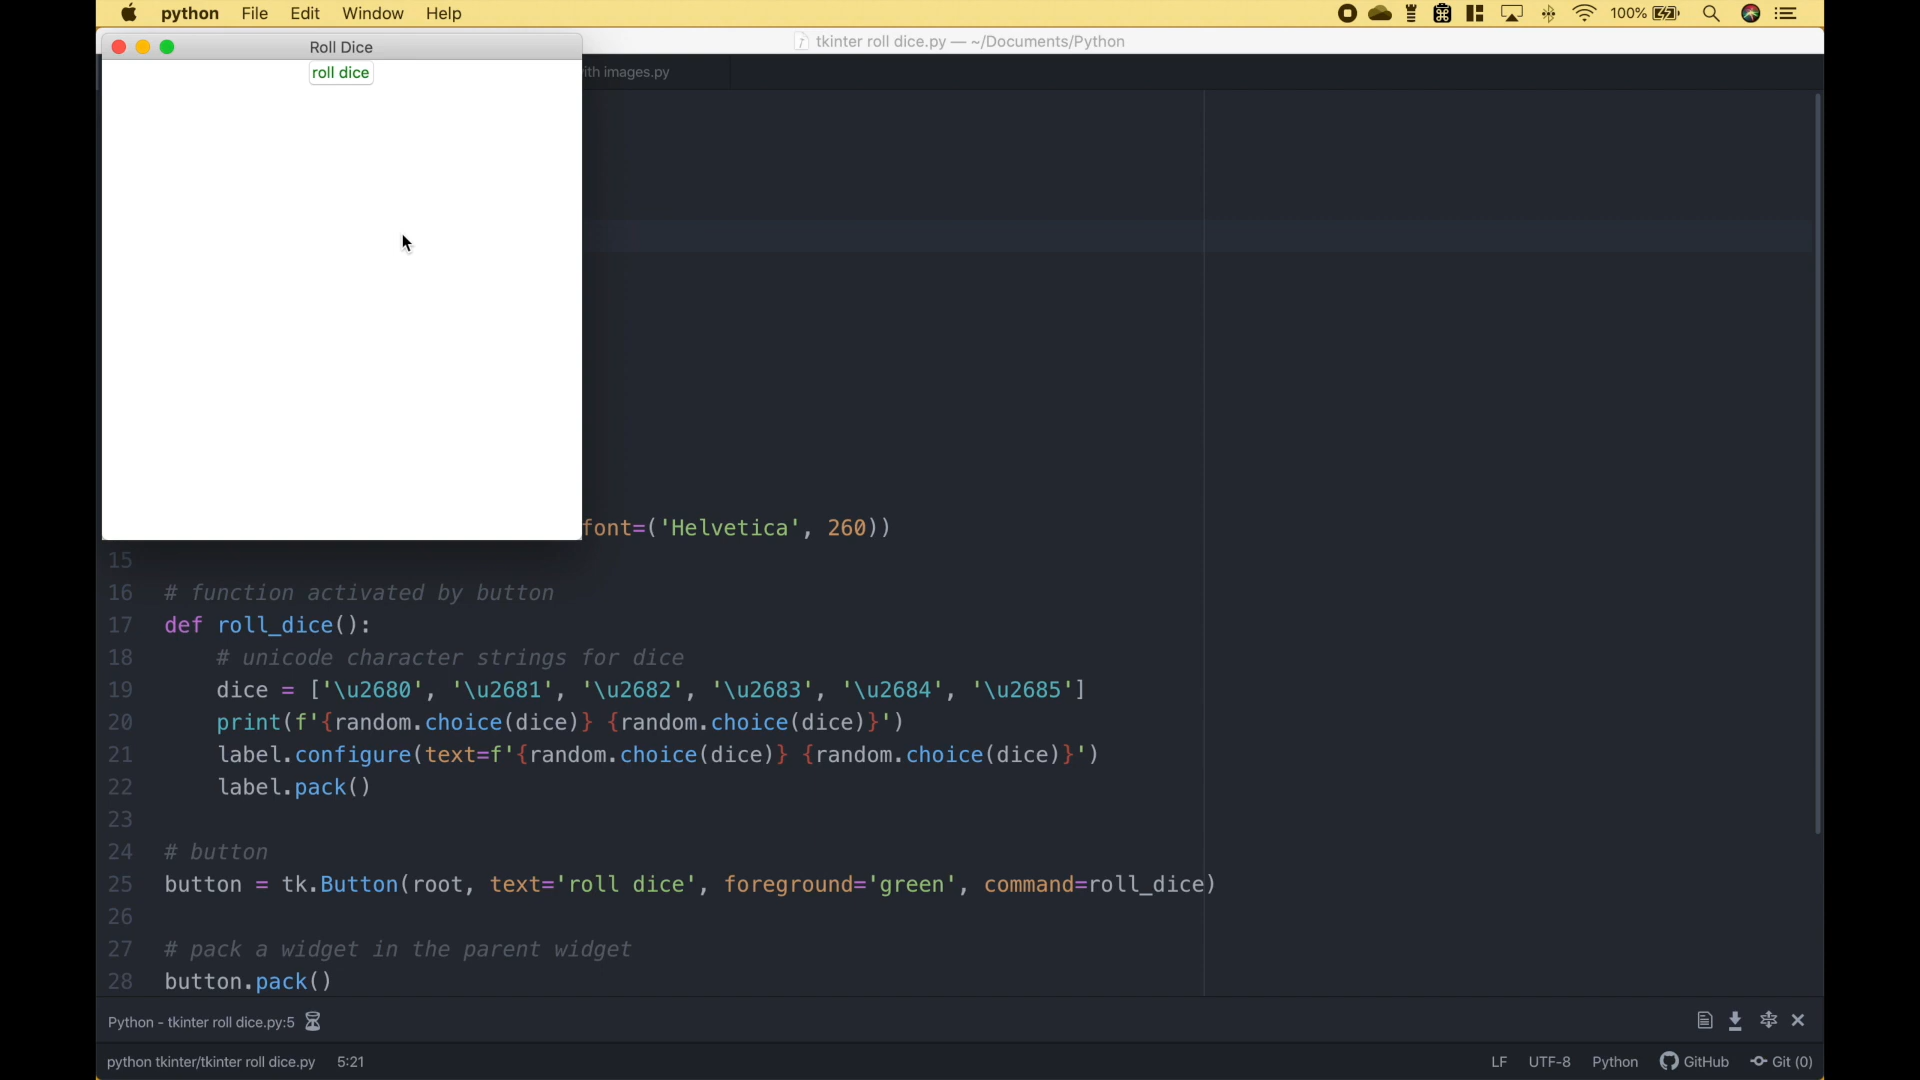 python File Edit Window Help 100%
Roll Dice
tkinter roll dice.py — ~/Documents/Python
roll dice
ith images.py
font=('Helvetica', 260))
15
16 # function activated by button
17 def roll_dice():
18 # unicode character strings for dice
19 dice = ['\u2680', '\u2681', '\u2682', '\u2683', '\u2684', '\u2685']
20 print(f'{random.choice(dice)} {random.choice(dice)}')
21 label.configure(text=f'{random.choice(dice)} {random.choice(dice)}')
22 label.pack()
23
24 # button
25 button = tk.Button(root, text='roll dice', foreground='green', command=roll_dice)
26
27 # pack a widget in the parent widget
28 button.pack()
Python - tkinter roll dice.py:5
python tkinter/tkinter roll dice.py 5:21 LF UTF-8 Python GitHub Git (0)